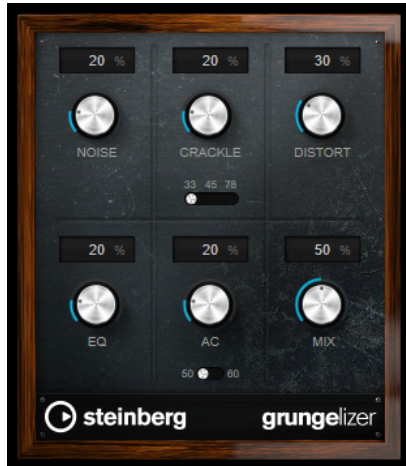 20 % 20 % 30 %
NOISE CRACKLE DISTORT
33 45 78
20 % 20 % 50 %
EQ AC MIX
50 60
steinberg grungelizer